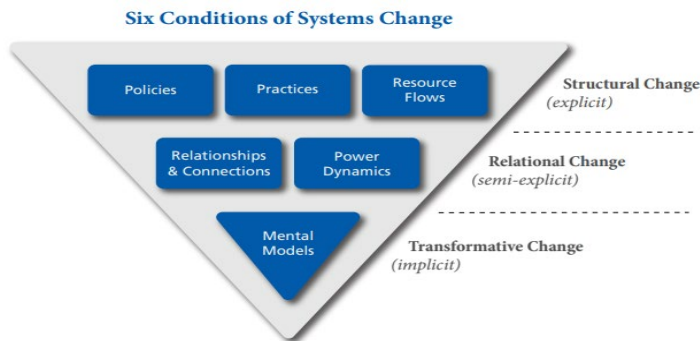 Six Conditions of Systems Change
Policies
Practices
Resource
Flows
Structural Change
(explicit)
Relationships
& Connections
Power
Dynamics
Relational Change
(semi-explicit)
Mental
Models
Transformative Change
(implicit)